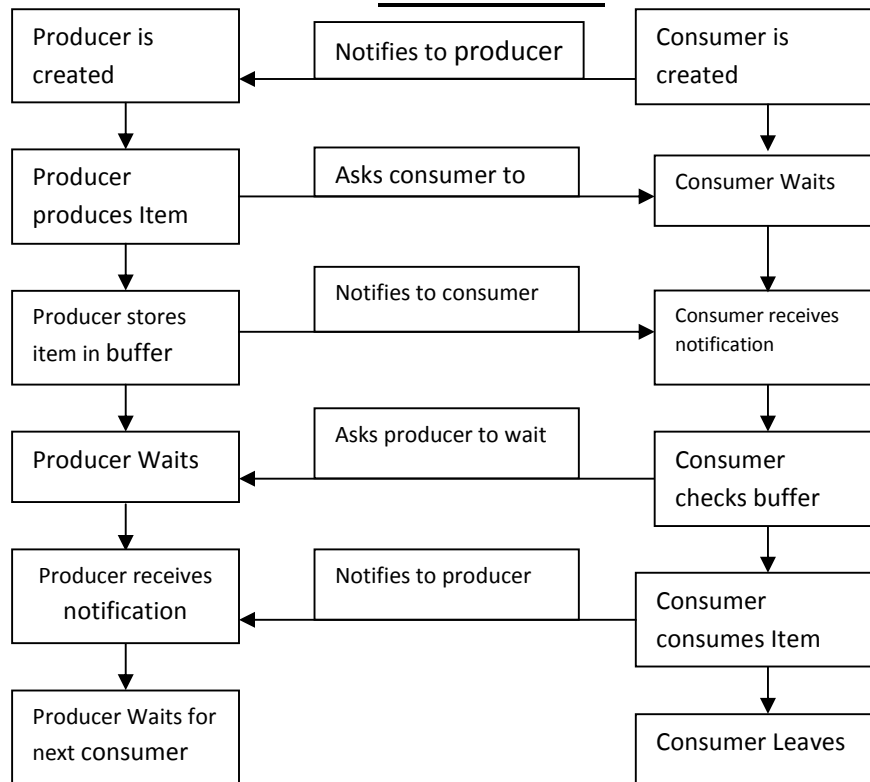 Producer is
created
Notifies to producer
Consumer is
created
Producer
produces Item
Asks consumer to
Consumer Waits
Producer stores
item in buffer
Notifies to consumer
Consumer receives
notification
Producer Waits
Asks producer to wait
Consumer
checks buffer
Producer receives
notification
Notifies to producer
Consumer
consumes Item
Producer Waits for
next consumer
Consumer Leaves